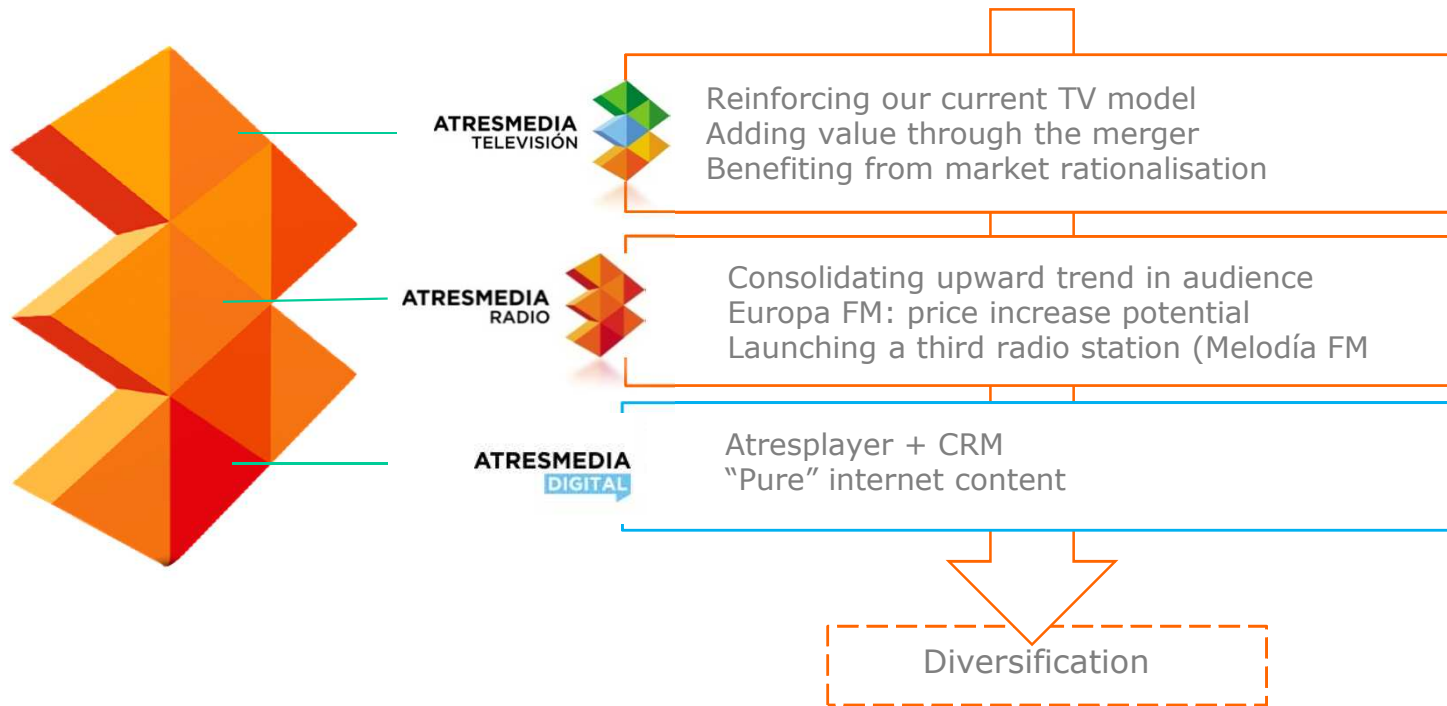 ATRESMEDIA
TELEVISIÓN
Reinforcing our current TV model
Adding value through the merger
Benefiting from market rationalisation
ATRESMEDIA
RADIO
Consolidating upward trend in audience
Europa FM: price increase potential
Launching a third radio station (Melodía FM
ATRESMEDIA
DIGITAL
Atresplayer + CRM
“Pure” internet content
Diversification